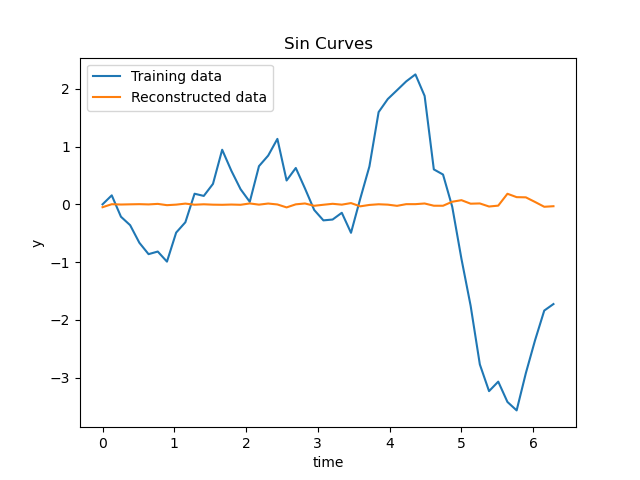 Sin Curves
Training data
Reconstructed data
2
1
0
−1
−2
−3
y
0 1 2 3 4 5 6
time